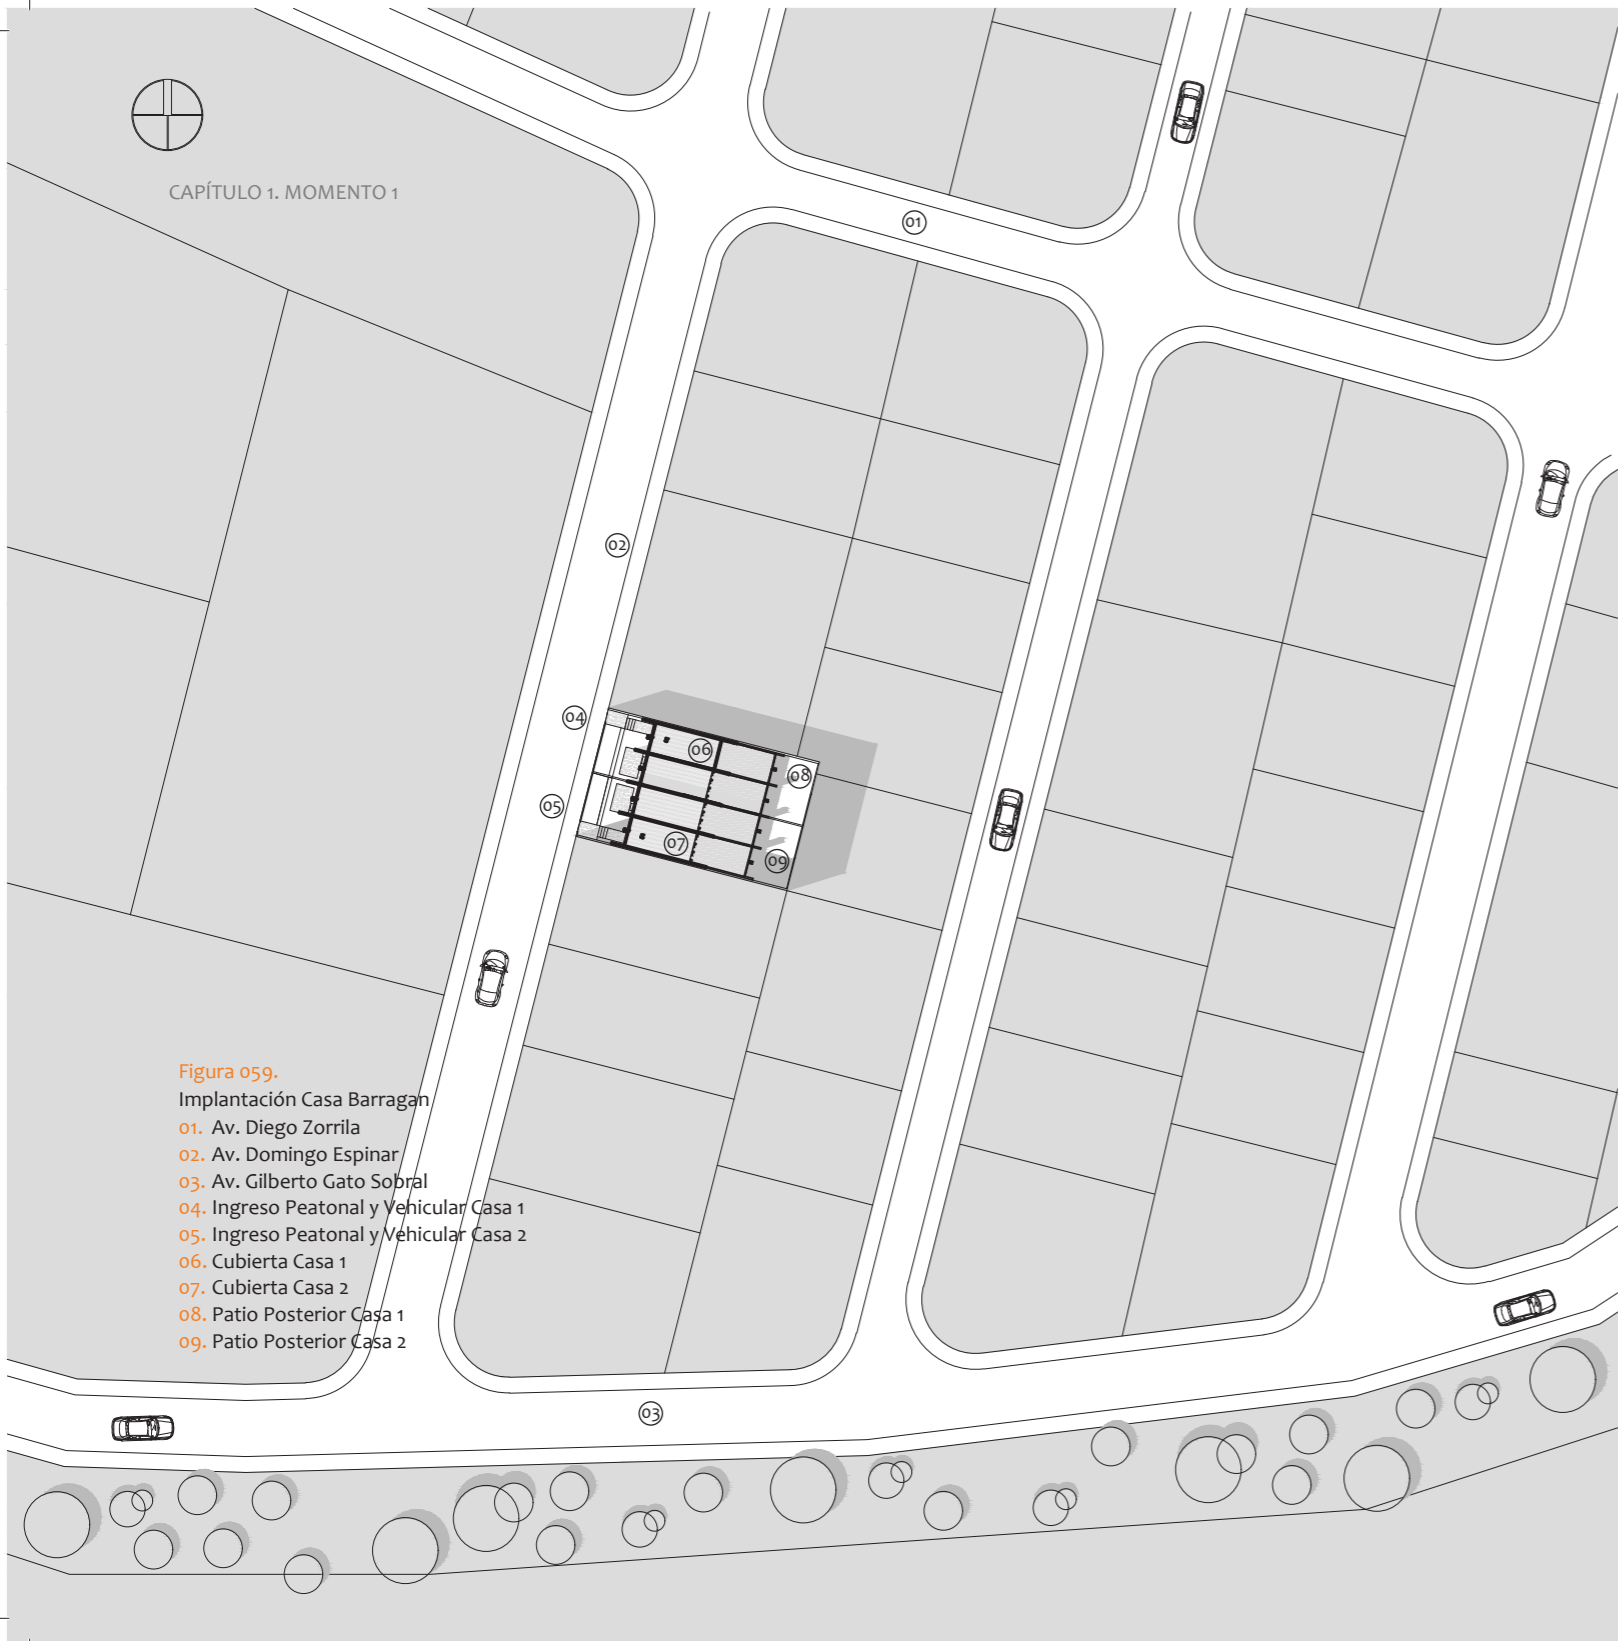 CAPÍTULO 1. MOMENTO 1
01
02
04
06
08
05
07
09
Figura 059.
Implantación Casa Barragan
01. Av. Diego Zorrila
02. Av. Domingo Espinar
03. Av. Gilberto Gato Sobral
04. Ingreso Peatonal y Vehicular Casa 1
05. Ingreso Peatonal y Vehicular Casa 2
06. Cubierta Casa 1
07. Cubierta Casa 2
08. Patio Posterior Casa 1
09. Patio Posterior Casa 2
03